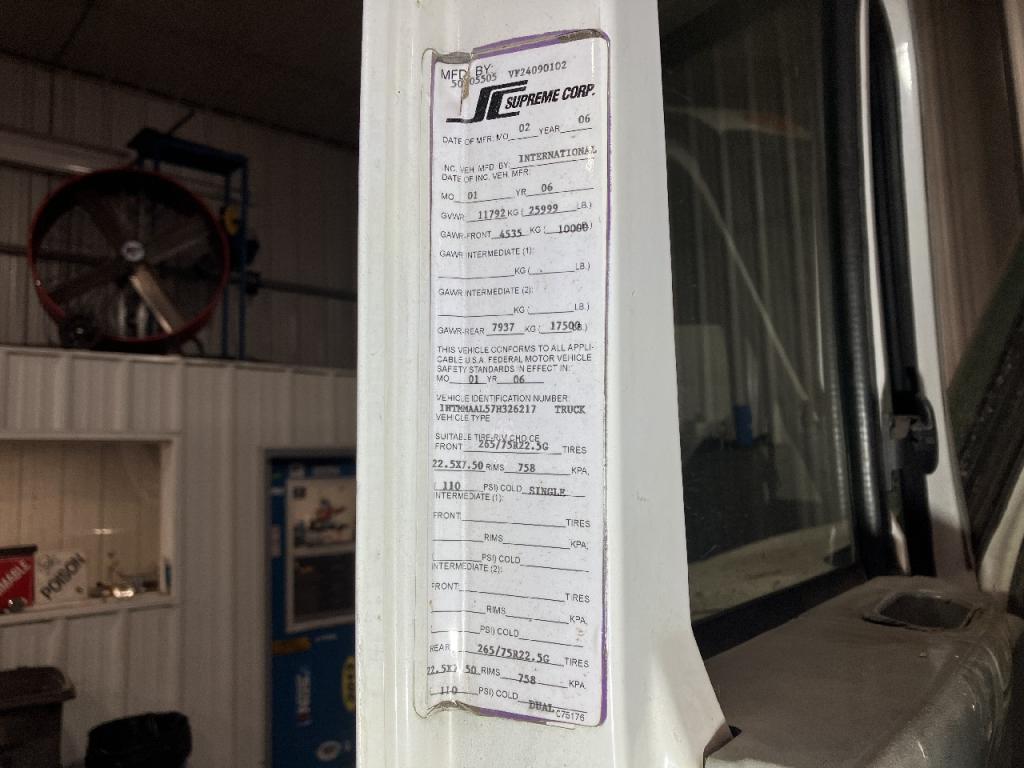 MFD BY:
VF24090102
SUPREME CORP.
DATE OF MFR: MO 02 YEAR 06
INC. VEH. MFD. BY: INTERNATIONAL
DATE OF INC. VEH. MFR:
MO 01 YR 06
GVWR 11792 KG ( 25999 LB.)
GAWR-FRONT 4535 KG ( 10000 LB.)
GAWR INTERMEDIATE (1):
KG ( LB.)
GAWR INTERMEDIATE (2):
KG ( LB.)
GAWR-REAR 7937 KG ( 17500 LB.)
THIS VEHICLE CONFORMS TO ALL APPLI-
CABLE U.S.A. FEDERAL MOTOR VEHICLE
SAFETY STANDARDS IN EFFECT IN:
MO 01 YR 06
VEHICLE IDENTIFICATION NUMBER:
1HTMMAAL57H326217 TRUCK
VEHICLE TYPE
SUITABLE TIRE-RIM CHOICE
FRONT 265/75R22.5G TIRES
22.5X7.50 RIMS 758 KPA,
( 110 PSI) COLD SINGLE
INTERMEDIATE (1):
FRONT TIRES
RIMS KPA,
( PSI) COLD
INTERMEDIATE (2):
FRONT: TIRES
RIMS KPA,
( PSI) COLD
REAR 265/75R22.5G TIRES
22.5X7.50 RIMS 758 KPA,
( 110 PSI) COLD DUAL
C75176
POISON